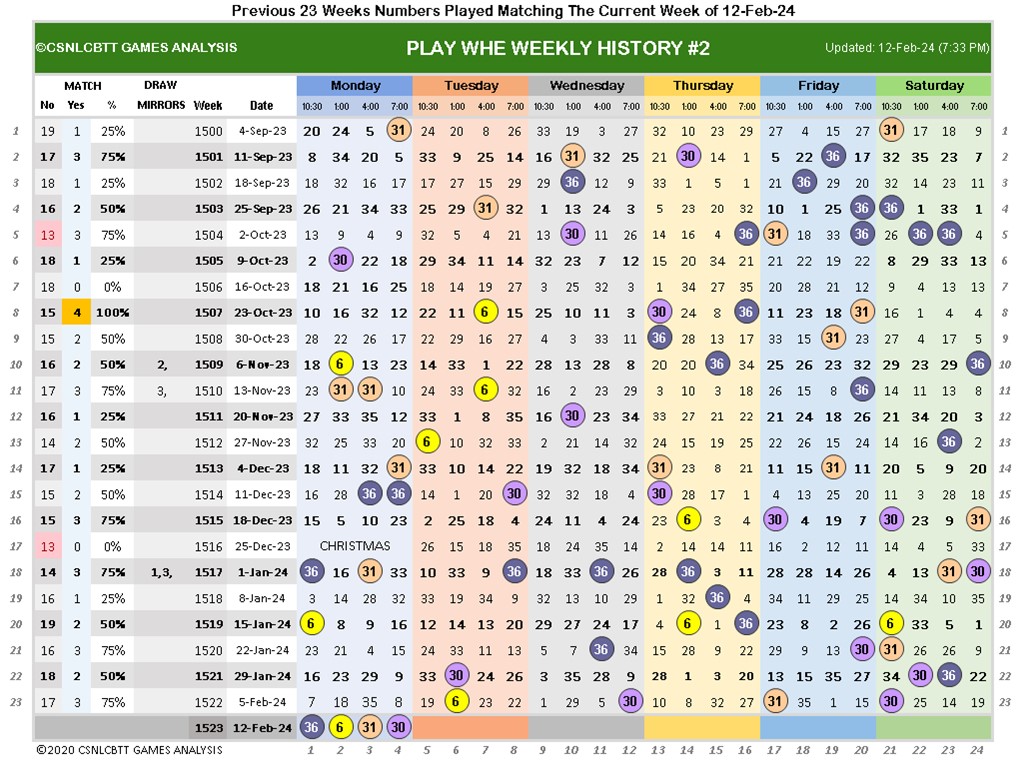 Previous 23 Weeks Numbers Played Matching The Current Week of 12-Feb-24
©CSNLCBTT GAMES ANALYSIS PLAY WHE WEEKLY HISTORY #2 Updated: 12-Feb-24 (7:33 PM)
MATCH DRAW Monday Tuesday Wednesday Thursday Friday Saturday
No Yes % MIRRORS Week Date 10:30 1:00 4:00 7:00 10:30 1:00 4:00 7:00 10:30 1:00 4:00 7:00 10:30 1:00 4:00 7:00 10:30 1:00 4:00 7:00 10:30 1:00 4:00 7:00
1 19 1 25% 1500 4-Sep-23 20 24 5 31 24 20 8 26 33 19 3 27 32 10 23 29 27 4 15 27 31 17 18 9 1
2 17 3 75% 1501 11-Sep-23 8 34 20 5 33 9 25 14 16 31 32 25 21 30 14 1 5 22 36 17 32 35 23 7 2
3 18 1 25% 1502 18-Sep-23 18 32 16 17 17 27 15 29 29 36 12 9 33 1 5 1 21 36 29 20 32 14 23 11 3
4 16 2 50% 1503 25-Sep-23 26 21 34 33 25 29 31 32 1 13 24 3 5 23 20 32 10 1 25 36 36 1 33 1 4
5 13 3 75% 1504 2-Oct-23 13 9 4 9 32 5 4 21 13 30 11 26 14 16 4 36 31 18 33 36 26 36 36 4 5
6 18 1 25% 1505 9-Oct-23 2 30 22 18 29 34 11 14 32 23 7 12 15 20 34 21 21 22 19 22 8 29 33 13 6
7 18 0 0% 1506 16-Oct-23 18 21 16 25 18 14 19 27 3 25 32 3 1 34 27 35 20 28 21 12 9 4 13 13 7
8 15 4 100% 1507 23-Oct-23 10 16 32 12 22 11 6 15 25 10 11 3 30 24 8 36 11 23 18 31 16 1 4 4 8
9 15 2 50% 1508 30-Oct-23 28 22 26 17 22 29 16 27 4 3 33 11 36 28 13 17 33 15 31 23 27 4 17 5 9
10 16 2 50% 2, 1509 6-Nov-23 18 6 13 23 14 33 1 22 28 13 28 8 20 20 36 34 25 26 33 32 29 23 29 36 10
11 17 3 75% 3, 1510 13-Nov-23 23 31 31 10 24 33 6 22 16 2 23 29 3 10 3 18 26 15 8 36 14 11 13 8 11
12 16 1 25% 1511 20-Nov-23 27 33 35 12 33 1 8 35 16 30 23 34 33 27 21 22 21 24 18 26 21 34 20 3 12
13 14 2 50% 1512 27-Nov-23 32 25 33 20 6 10 32 33 2 21 14 32 24 15 19 25 22 26 15 24 14 16 36 2 13
14 17 1 25% 1513 4-Dec-23 18 11 32 31 33 10 14 22 19 32 18 34 31 23 8 21 11 15 31 11 20 5 9 20 14
15 15 2 50% 1514 11-Dec-23 16 28 36 36 14 1 20 30 32 32 18 4 30 28 17 1 4 13 25 20 11 3 28 18 15
16 15 3 75% 1515 18-Dec-23 15 5 10 23 2 25 18 4 24 11 4 24 23 6 3 4 30 4 19 7 30 23 9 31 16
17 13 0 0% 1516 25-Dec-23 CHRISTMAS 26 15 18 35 18 24 35 14 2 14 14 11 16 2 12 11 14 4 5 33 17
18 14 3 75% 1,3, 1517 1-Jan-24 36 16 31 33 10 33 9 36 18 33 36 26 28 36 3 11 28 28 14 26 4 13 31 30 18
19 16 1 25% 1518 8-Jan-24 3 14 28 32 33 19 34 9 12 13 10 29 1 32 36 4 34 11 29 25 14 34 10 35 19
20 19 2 50% 1519 15-Jan-24 6 8 9 16 12 14 13 20 29 27 24 17 4 6 1 36 23 8 2 26 6 33 5 1 20
21 16 3 75% 1520 22-Jan-24 23 21 4 15 24 33 11 13 5 7 36 34 15 28 9 22 29 9 13 30 31 26 26 9 21
22 18 2 50% 1521 29-Jan-24 16 23 29 9 33 30 24 26 3 35 28 9 28 1 3 20 13 15 35 27 34 30 36 22 22
23 17 3 75% 1522 5-Feb-24 7 18 35 8 23 6 23 22 1 29 5 30 10 8 32 27 31 35 1 15 30 25 14 19 23
1523 12-Feb-24 36 6 31 30
©2020 CSNLCBTT GAMES ANALYSIS 1 2 3 4 5 6 7 8 9 10 11 12 13 14 15 16 17 18 19 20 21 22 23 24